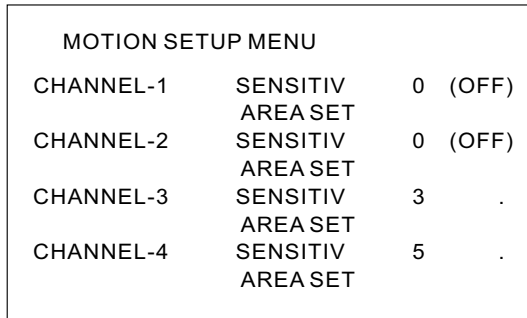 MOTION SETUP MENU
CHANNEL-1 SENSITIV 0 (OFF)
AREA SET
CHANNEL-2 SENSITIV 0 (OFF)
AREA SET
CHANNEL-3 SENSITIV 3 .
AREA SET
CHANNEL-4 SENSITIV 5 .
AREA SET